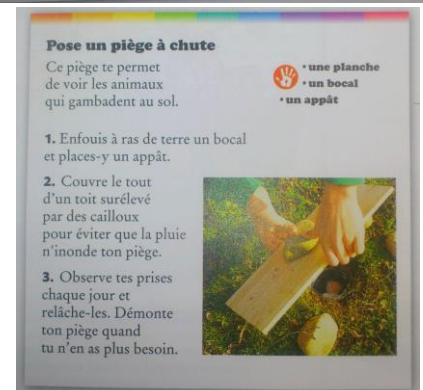 Pose un piège à chute
Ce piège te permet
de voir les animaux
qui gambadent au sol.
• une planche
• un bocal
• un appât
1. Enfouis à ras de terre un bocal
et places-y un appât.
2. Couvre le tout
d'un toit surélevé
par des cailloux
pour éviter que la pluie
n'inonde ton piège.
3. Observe tes prises
chaque jour et
relâche-les. Démonte
ton piège quand
tu n'en as plus besoin.